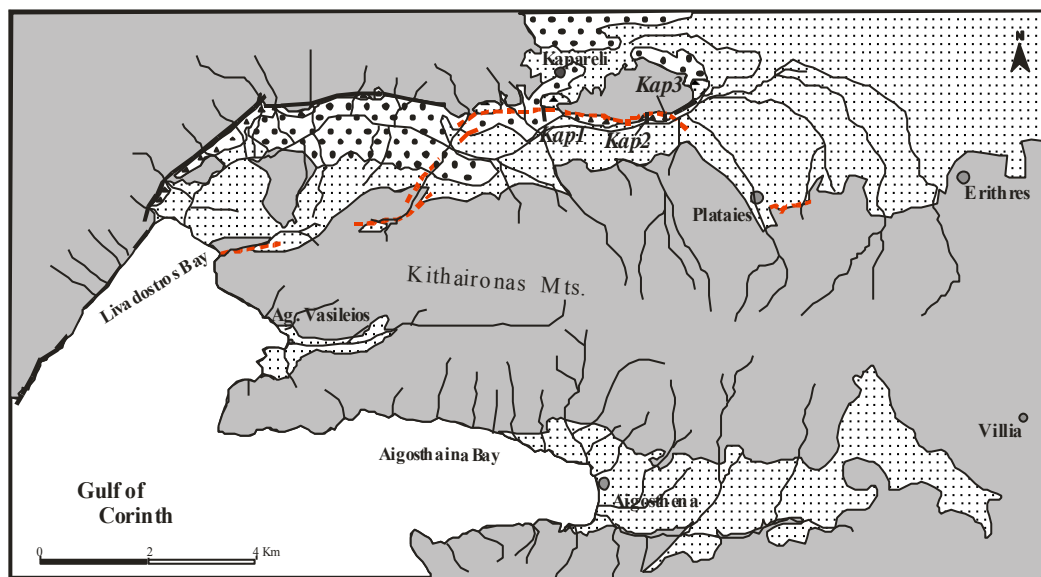 N
Kapareli
Kap3
Kap1
Kap2
Erithres
Plataies
Livadostros Bay
Kithaironas Mts.
Ag. Vasileios
Villia
Aigosthaina Bay
Aigosthena
Gulf of
Corinth
0 2 4 Km